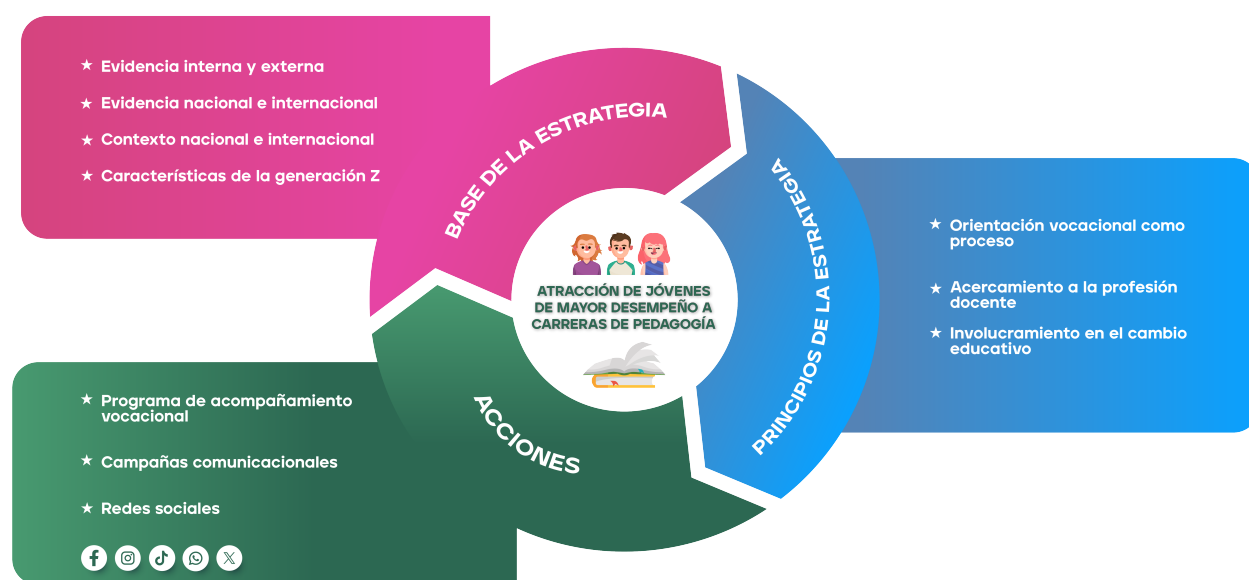 Evidencia interna y externa
Evidencia nacional e internacional
Contexto nacional e internacional
Características de la generación Z
BASE DE LA ESTRATEGIA
PRINCIPIOS DE LA ESTRATEGIA
Orientación vocacional como
proceso
Acercamiento a la profesión
docente
Involucramiento en el cambio
educativo
ATRACCIÓN DE JÓVENES
DE MAYOR DESEMPEÑO A
CARRERAS DE PEDAGOGÍA
ACCIONES
Programa de acompañamiento
vocacional
Campañas comunicacionales
Redes sociales